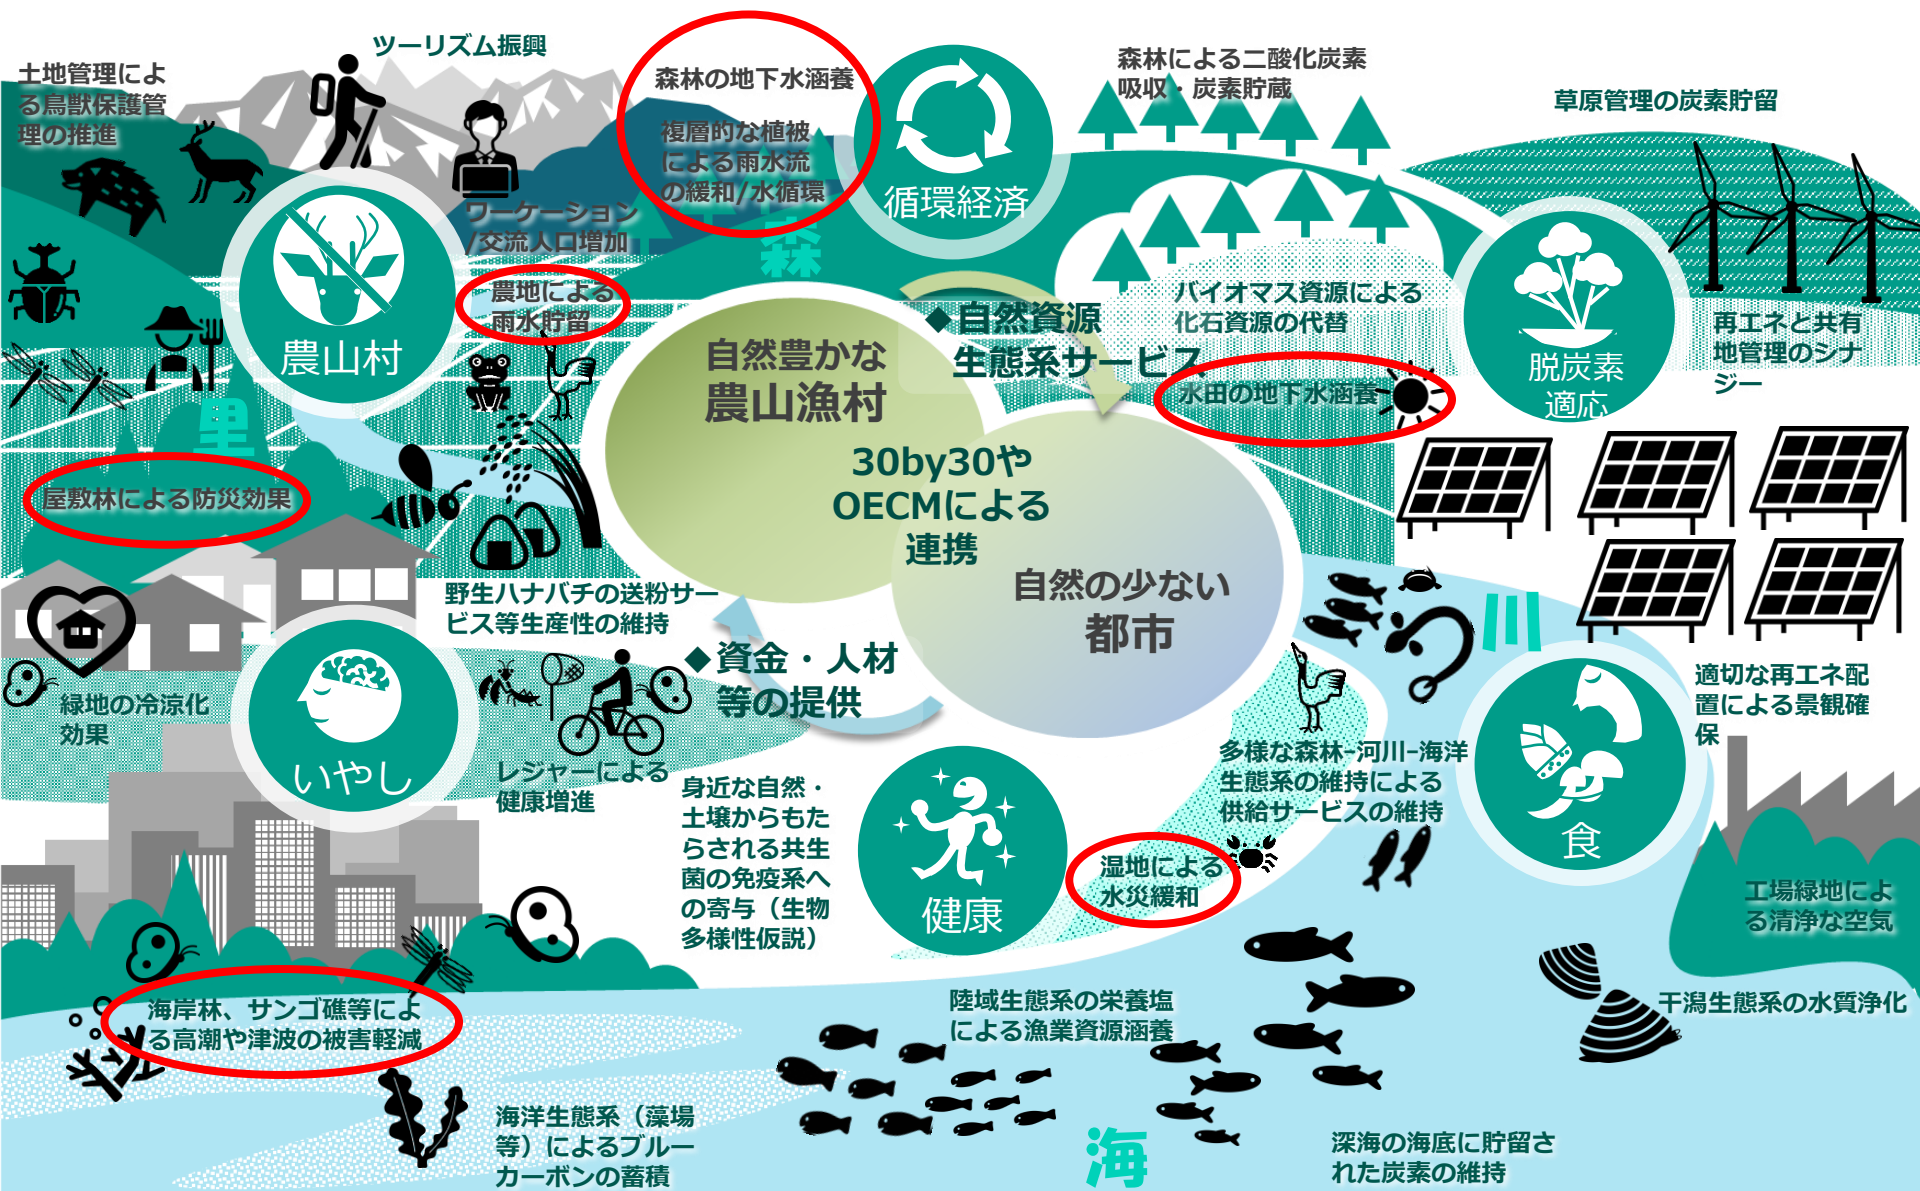 ツーリズム振興
土地管理によ
る鳥獣保護管
理の推進
森林の地下水涵養
複層的な植被
による雨水流
の緩和/水循環
循環経済
森林による二酸化炭素
吸収・炭素貯蔵
草原管理の炭素貯留
ワーケーション
/交流人口増加
森
農山村
農地による
雨水貯留
自然豊かな
農山漁村
◆自然資源
生態系サービス
バイオマス資源による
化石資源の代替
水田の地下水涵養
脱炭素
適応
再エネと共有
地管理のシナ
ジー
里
屋敷林による防災効果
30by30や
OECMによる
連携
自然の少ない
都市
野生ハナバチの送粉サー
ビス等生産性の維持
◆資金・人材
等の提供
川
緑地の冷涼化
効果
いやし
レジャーによる
健康増進
身近な自然・
土壌からもた
らされる共生
菌の免疫系へ
の寄与（生物
多様性仮説）
健康
多様な森林-河川-海洋
生態系の維持による
供給サービスの維持
適切な再エネ配
置による景観確
保
食
湿地による
水災緩和
工場緑地によ
る清浄な空気
海岸林、サンゴ礁等によ
る高潮や津波の被害軽減
陸域生態系の栄養塩
による漁業資源涵養
干潟生態系の水質浄化
海洋生態系（藻場
等）によるブルー
カーボンの蓄積
海
深海の海底に貯留さ
れた炭素の維持